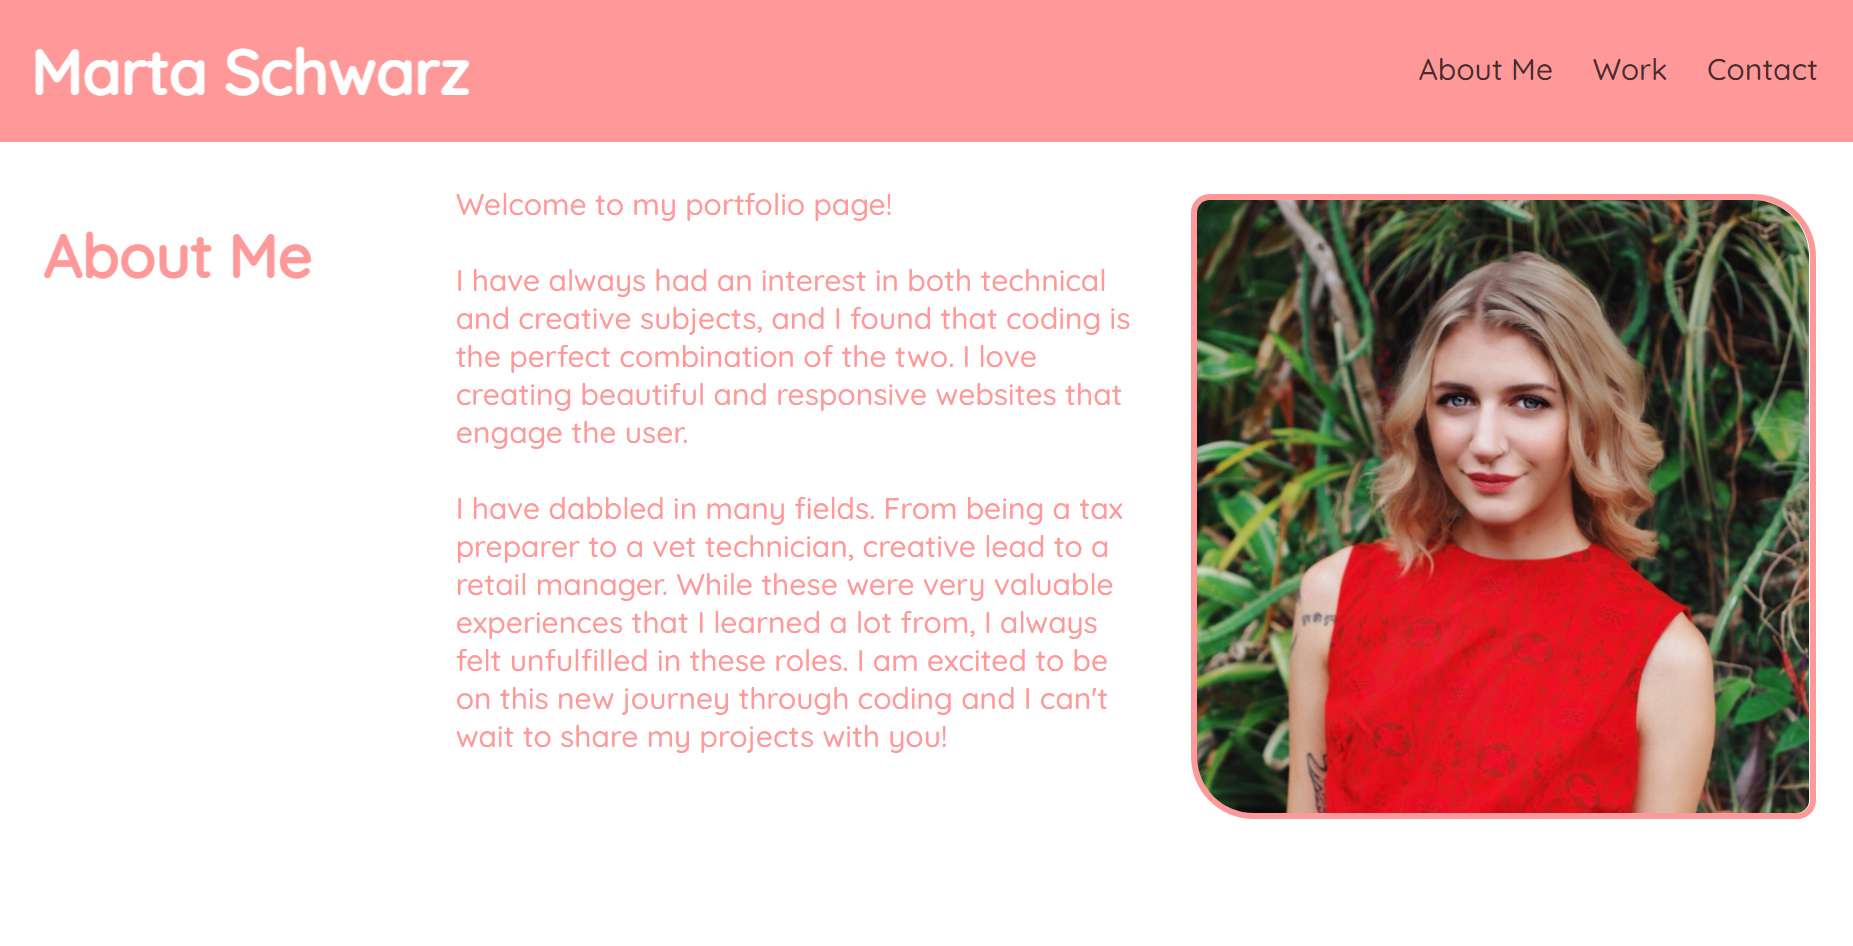 Marta Schwarz
About Me
Work
Contact
About Me
Welcome to my portfolio page!
I have always had an interest in both technical
and creative subjects, and I found that coding is
the perfect combination of the two. I love
creating beautiful and responsive websites that
engage the user.
I have dabbled in many fields. From being a tax
preparer to a vet technician, creative lead to a
retail manager. While these were very valuable
experiences that I learned a lot from, I always
felt unfulfilled in these roles. I am excited to be
on this new journey through coding and I can't
wait to share my projects with you!